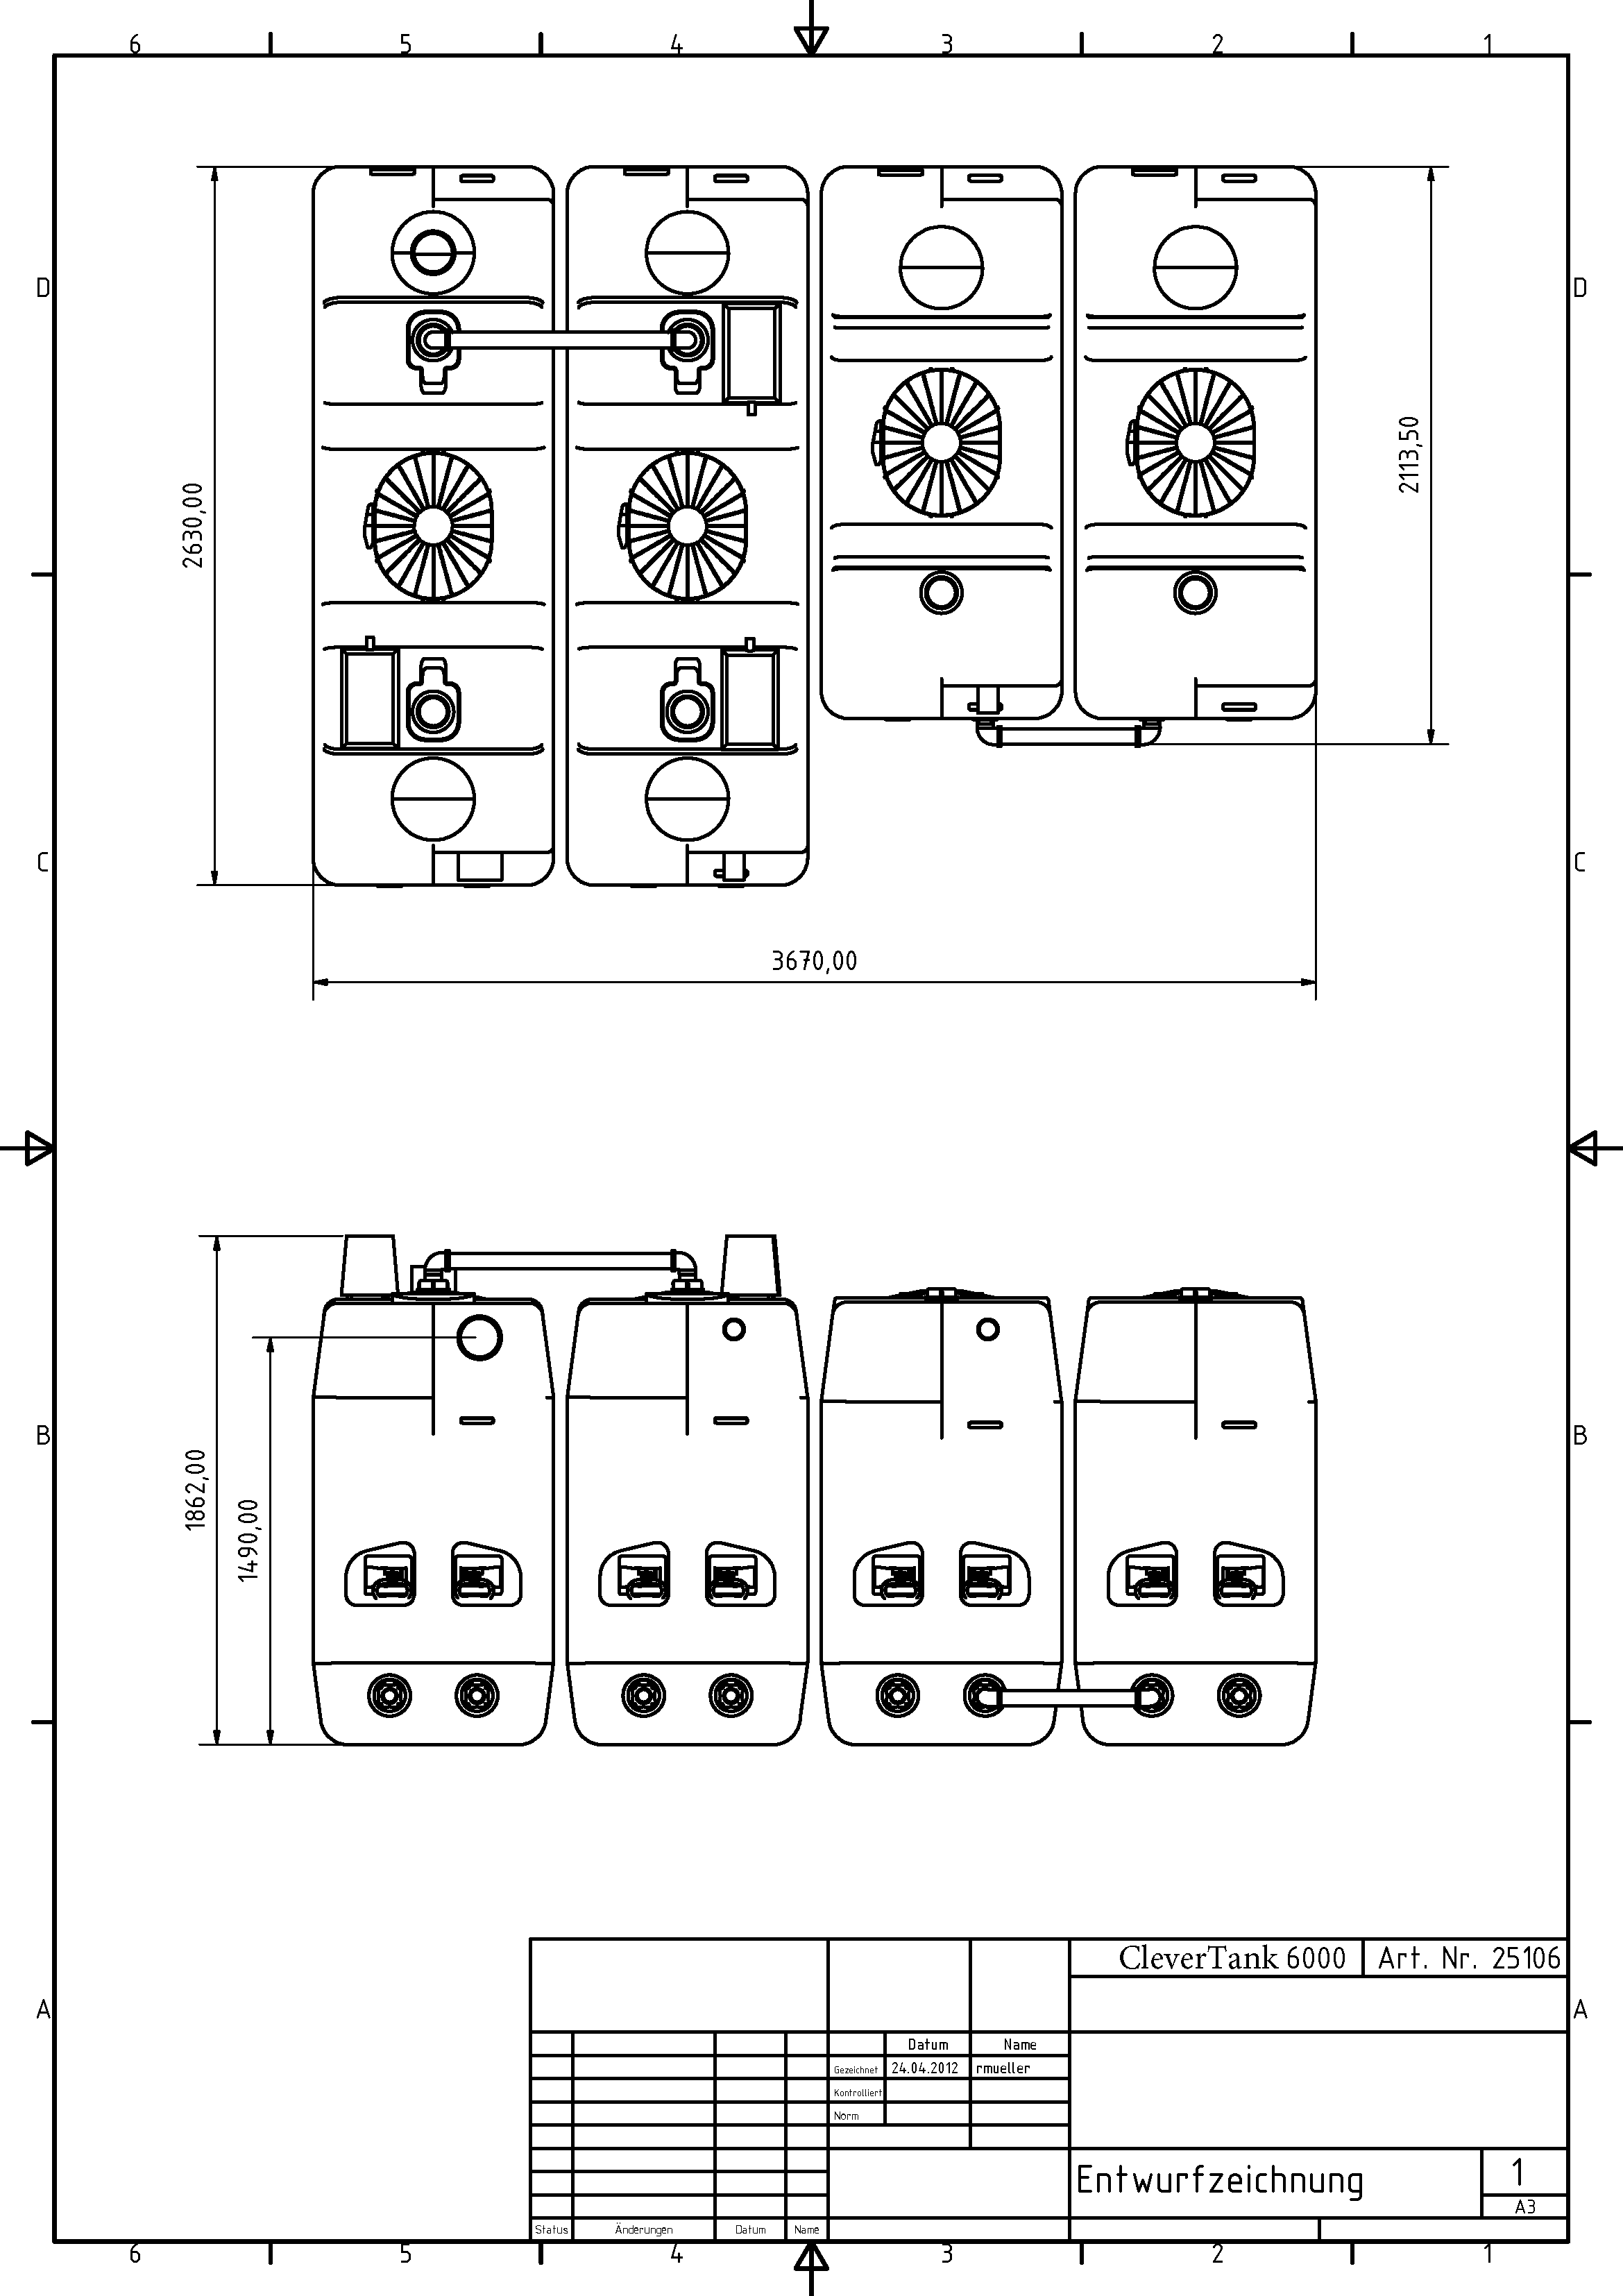 6 5 4 3 2 1
D D
2630,00
2113,50
C C
3670,00
1862,00
1490,00
B B
CleverTank 6000 Art. Nr. 25106
A A
Datum Name
Gezeichnet 24.04.2012 rmueller
Kontrolliert
Norm
Entwurfzeichnung 1
A3
Status Änderungen Datum Name
6 5 4 3 2 1